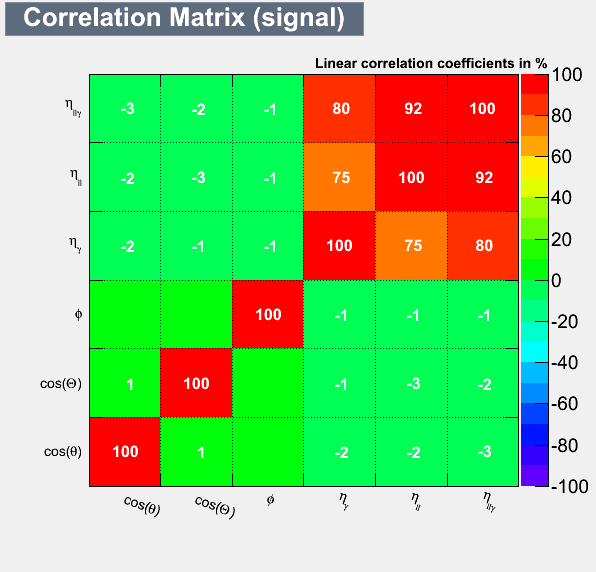 Correlation Matrix (signal)
Linear correlation coefficients in %
η_llγ -3 -2 -1 80 92 100
η_ll -2 -3 -1 75 100 92
η_γ -2 -1 -1 100 75 80
ϕ 100 -1 -1 -1
cos(Θ) 1 100 -1 -3 -2
cos(θ) 100 1 -2 -2 -3
cos(θ) cos(Θ) ϕ η_γ η_ll η_llγ
100
80
60
40
20
0
-20
-40
-60
-80
-100